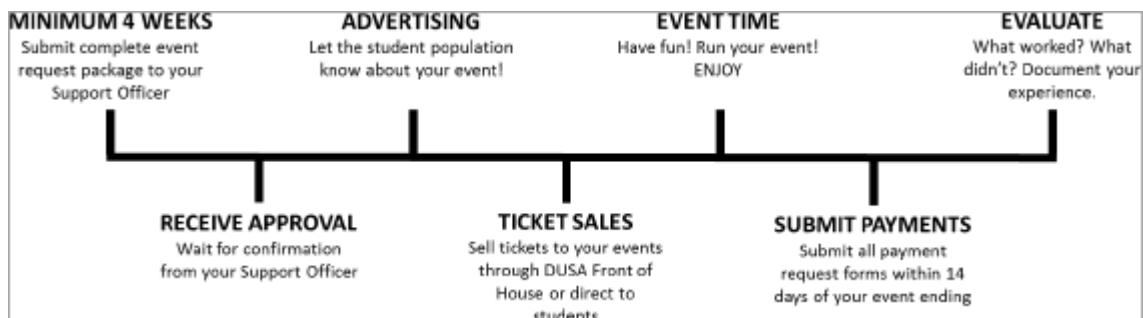 MINIMUM 4 WEEKS
Submit complete event
request package to your
Support Officer
RECEIVE APPROVAL
Wait for confirmation
from your Support Officer
ADVERTISING
Let the student population
know about your event!
TICKET SALES
Sell tickets to your events
through DUSA Front of
House or direct to
students
EVENT TIME
Have fun! Run your event!
ENJOY
SUBMIT PAYMENTS
Submit all payment
request forms within 14
days of your event ending
EVALUATE
What worked? What
didn't? Document your
experience.